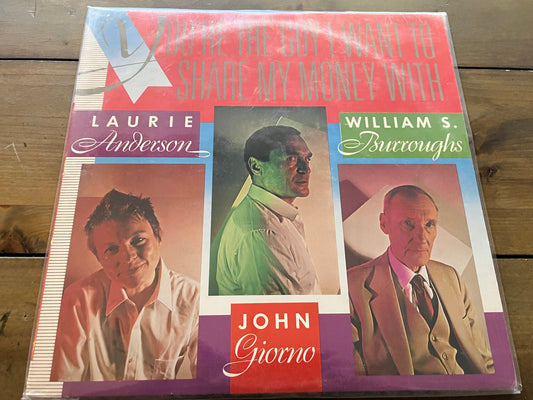 YOU'RE THE GUY I WANT TO
SHARE MY MONEY WITH
LAURIE
Anderson
WILLIAM S.
Burroughs
JOHN
Giorno